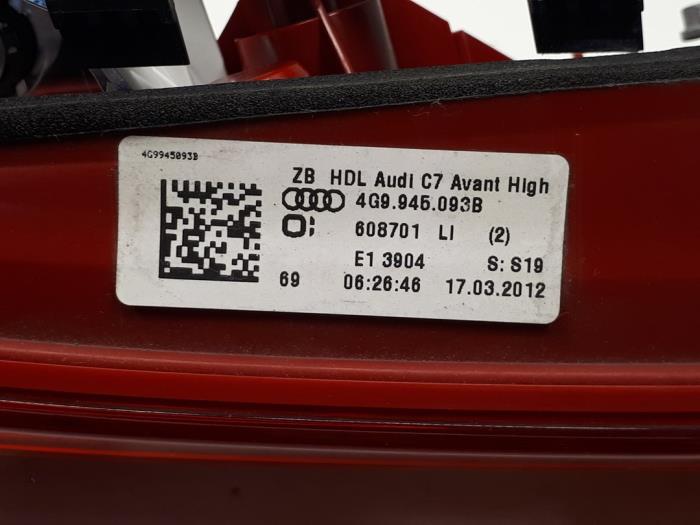 4G9945093B
ZB HDL Audi C7 Avant High
4G9.945.093B
608701 LI (2)
E1 3904 S: S19
69 06:26:46 17.03.2012